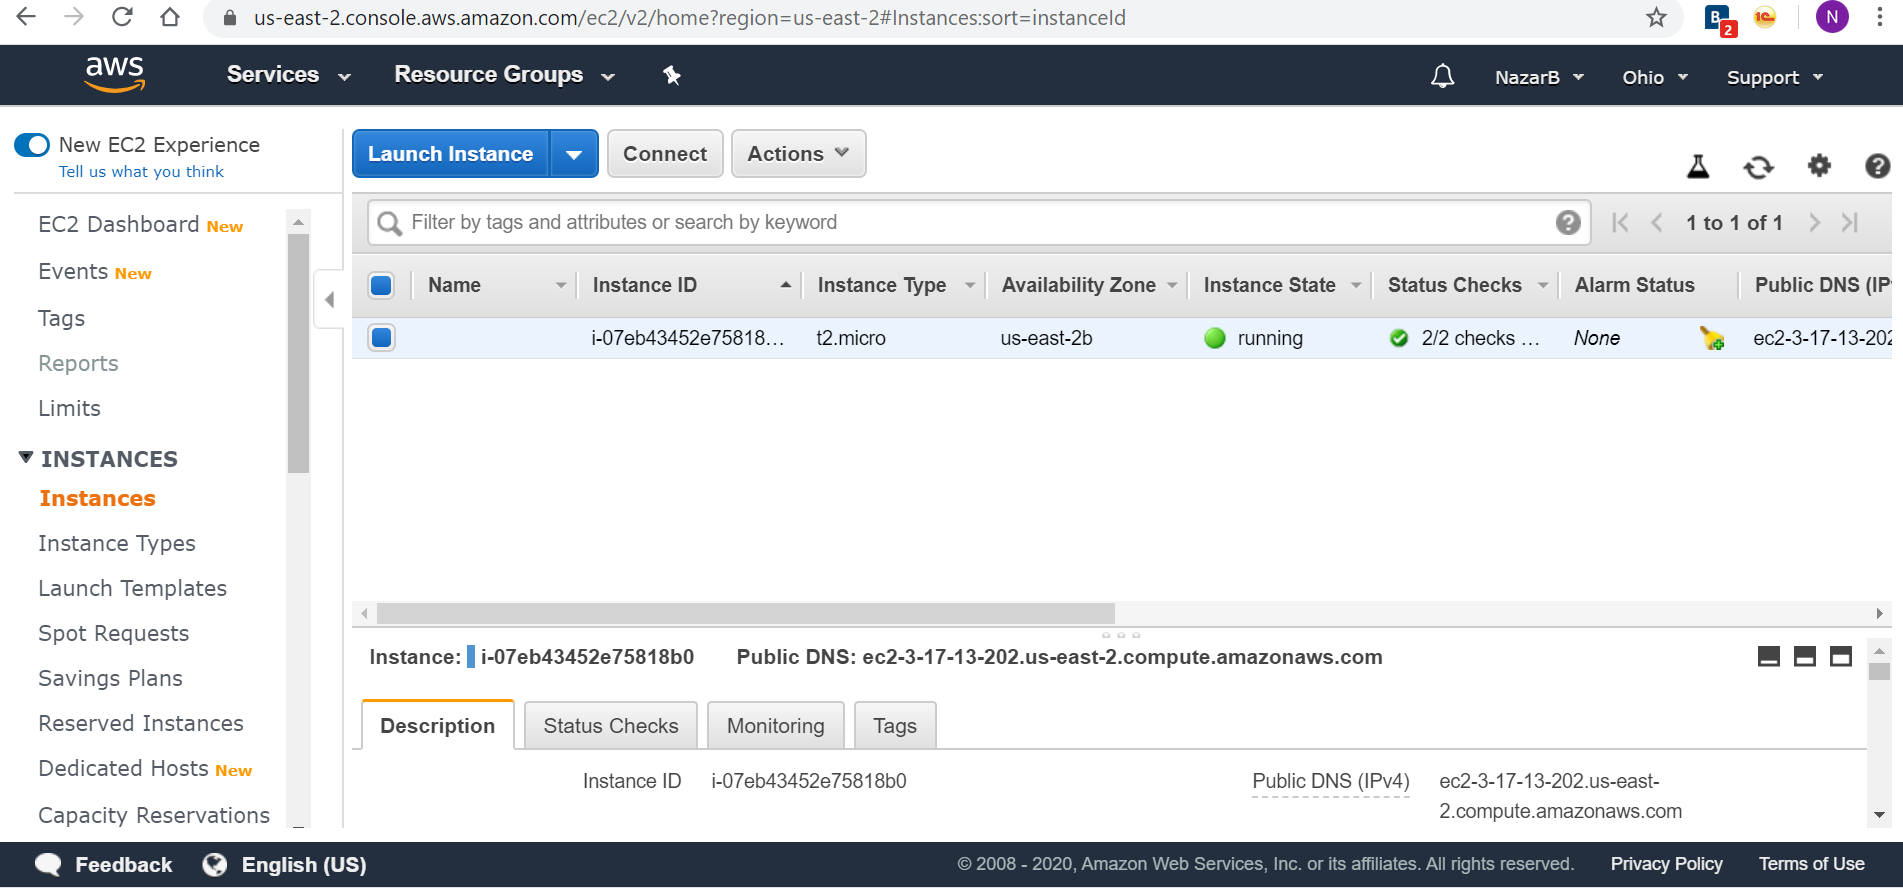 us-east-2.console.aws.amazon.com/ec2/v2/home?region=us-east-2#Instances:sort=instanceId
B 2 1C N
aws Services Resource Groups NazarB Ohio Support
New EC2 Experience
Tell us what you think
EC2 Dashboard New
Events New
Tags
Reports
Limits
INSTANCES
Instances
Instance Types
Launch Templates
Spot Requests
Savings Plans
Reserved Instances
Dedicated Hosts New
Capacity Reservations
Launch Instance Connect Actions
Filter by tags and attributes or search by keyword ? 1 to 1 of 1
Name Instance ID Instance Type Availability Zone Instance State Status Checks Alarm Status Public DNS (IP
i-07eb43452e75818... t2.micro us-east-2b running 2/2 checks ... None ec2-3-17-13-202
Instance: i-07eb43452e75818b0 Public DNS: ec2-3-17-13-202.us-east-2.compute.amazonaws.com
Description Status Checks Monitoring Tags
Instance ID i-07eb43452e75818b0 Public DNS (IPv4) ec2-3-17-13-202.us-east-
2.compute.amazonaws.com
Feedback English (US) © 2008 - 2020, Amazon Web Services, Inc. or its affiliates. All rights reserved. Privacy Policy Terms of Use